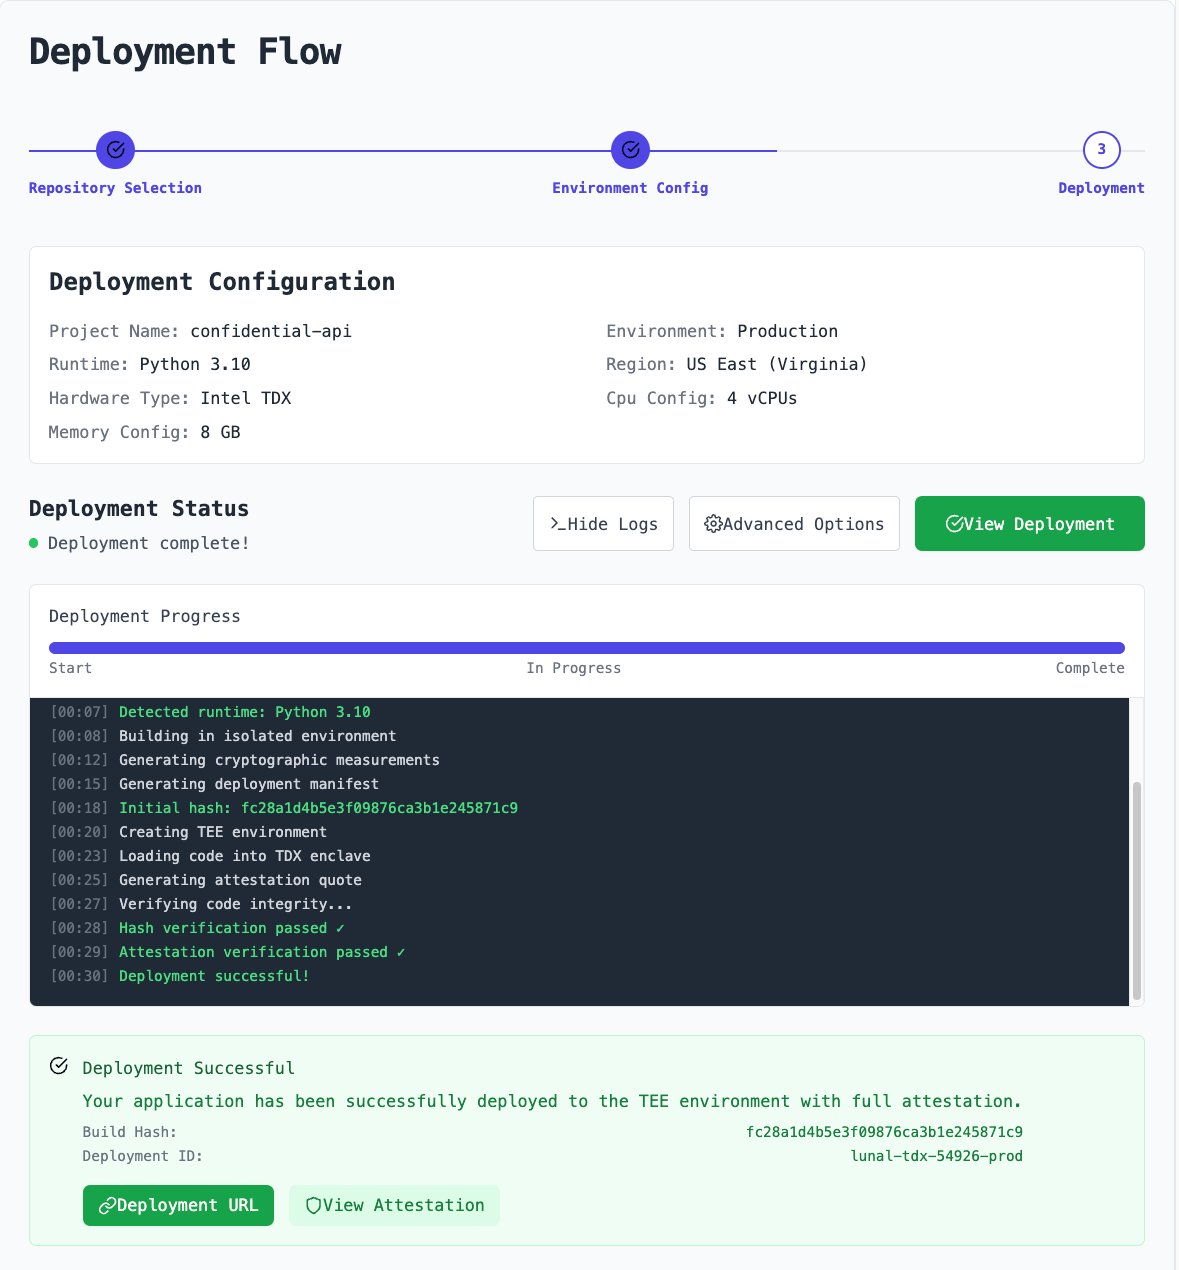 Deployment Flow
3
Repository Selection
Environment Config
Deployment
Deployment Configuration
Project Name: confidential-api
Environment: Production
Runtime: Python 3.10
Region: US East (Virginia)
Hardware Type: Intel TDX
Cpu Config: 4 vCPUs
Memory Config: 8 GB
Deployment Status
Deployment complete!
>_Hide Logs
Advanced Options
View Deployment
Deployment Progress
Start
In Progress
Complete
[00:07] Detected runtime: Python 3.10
[00:08] Building in isolated environment
[00:12] Generating cryptographic measurements
[00:15] Generating deployment manifest
[00:18] Initial hash: fc28a1d4b5e3f09876ca3b1e245871c9
[00:20] Creating TEE environment
[00:23] Loading code into TDX enclave
[00:25] Generating attestation quote
[00:27] Verifying code integrity...
[00:28] Hash verification passed ✓
[00:29] Attestation verification passed ✓
[00:30] Deployment successful!
Deployment Successful
Your application has been successfully deployed to the TEE environment with full attestation.
Build Hash: fc28a1d4b5e3f09876ca3b1e245871c9
Deployment ID: lunal-tdx-54926-prod
Deployment URL
View Attestation